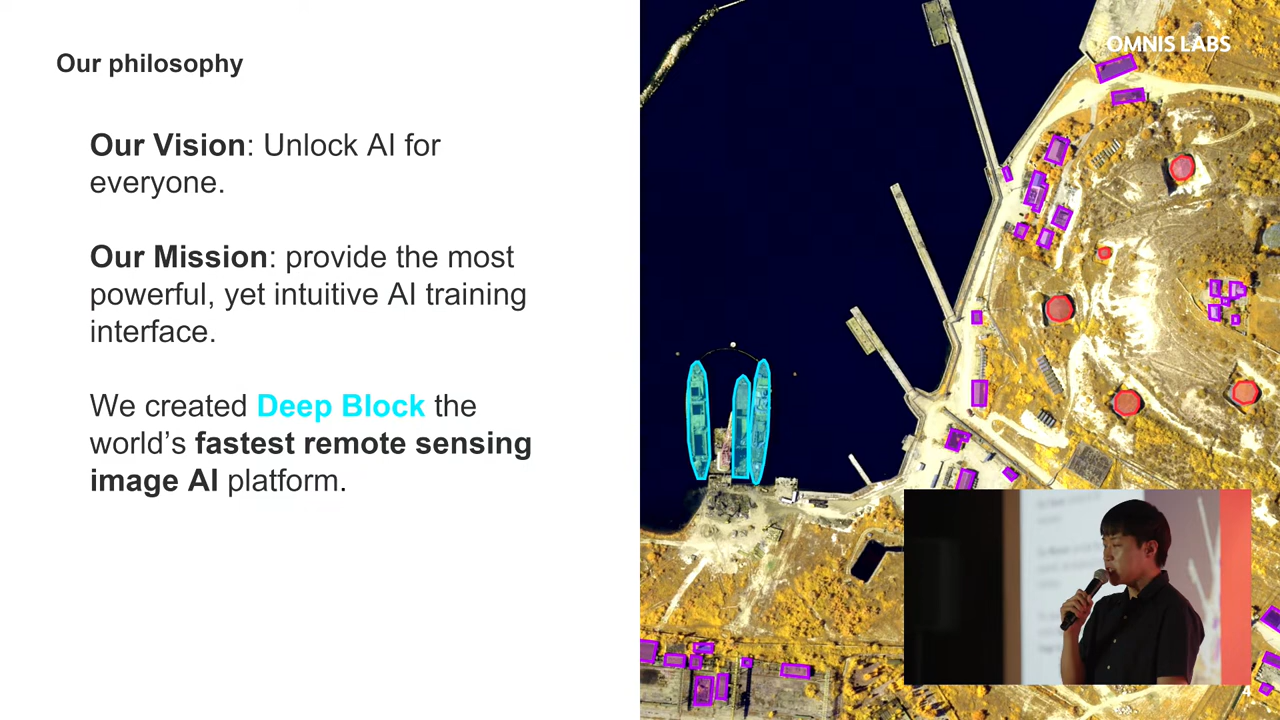 Our philosophy
OMNIS LABS
Our Vision: Unlock AI for
everyone.
Our Mission: provide the most
powerful, yet intuitive AI training
interface.
We created Deep Block the
world's fastest remote sensing
image AI platform.
4